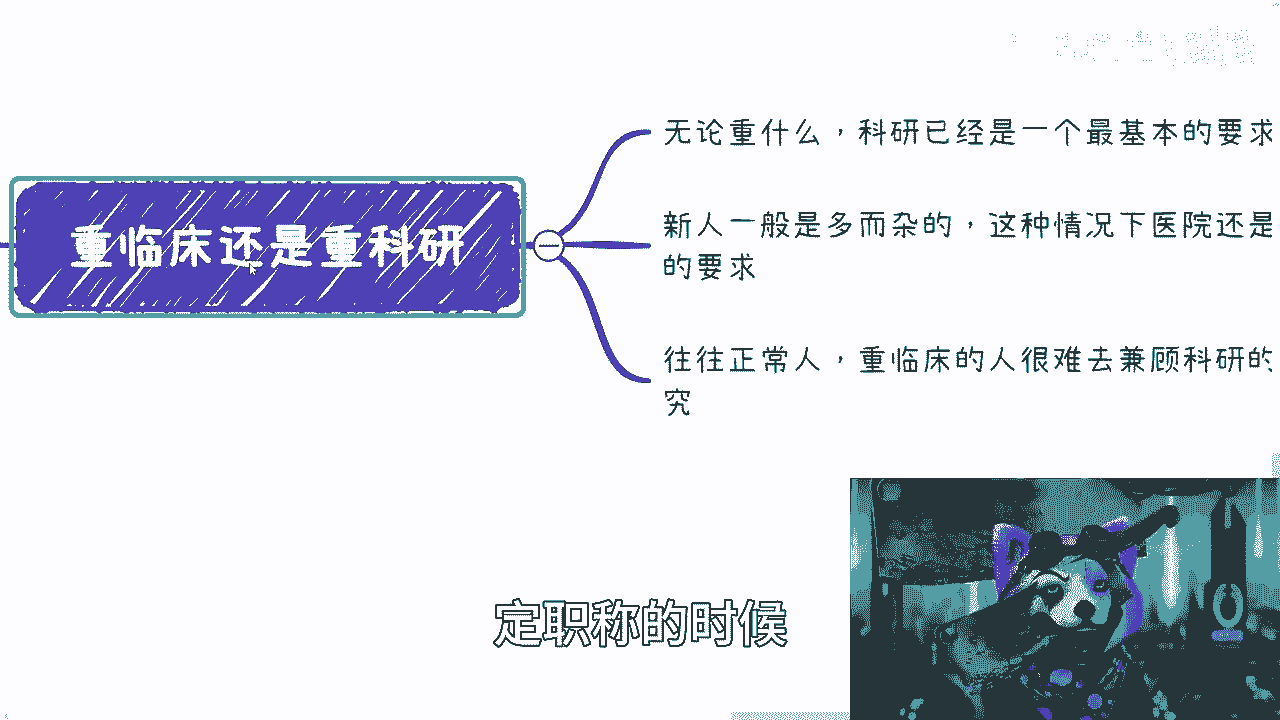 无论重什么，科研已经是一个最基本的要求
重临床还是重科研
新人一般是多而杂的，这种情况下医院还是
的要求
往往正常人，重临床的人很难去兼顾科研的
究
定职称的时候